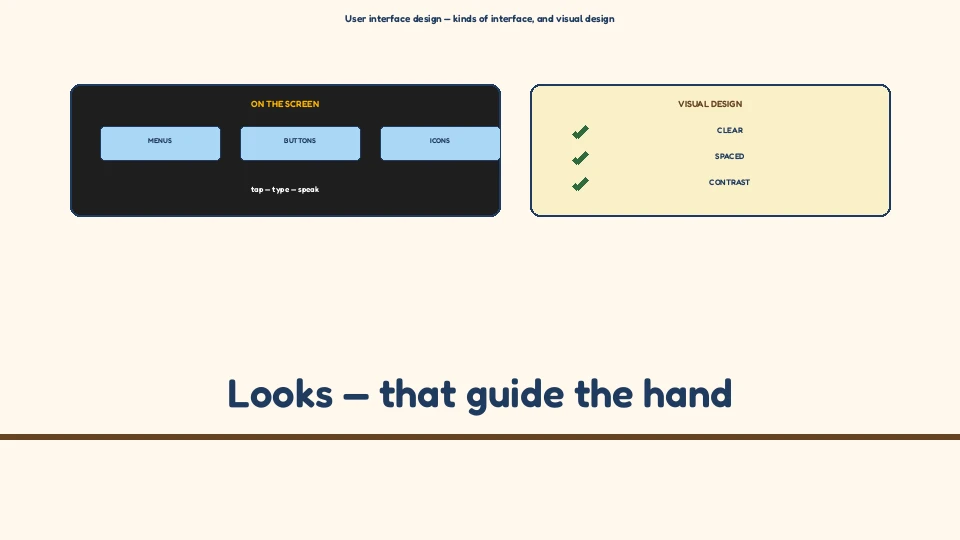 User interface design — kinds of interface, and visual design
ON THE SCREEN
MENUS
BUTTONS
ICONS
tap — type — speak
VISUAL DESIGN
CLEAR
SPACED
CONTRAST
Looks — that guide the hand